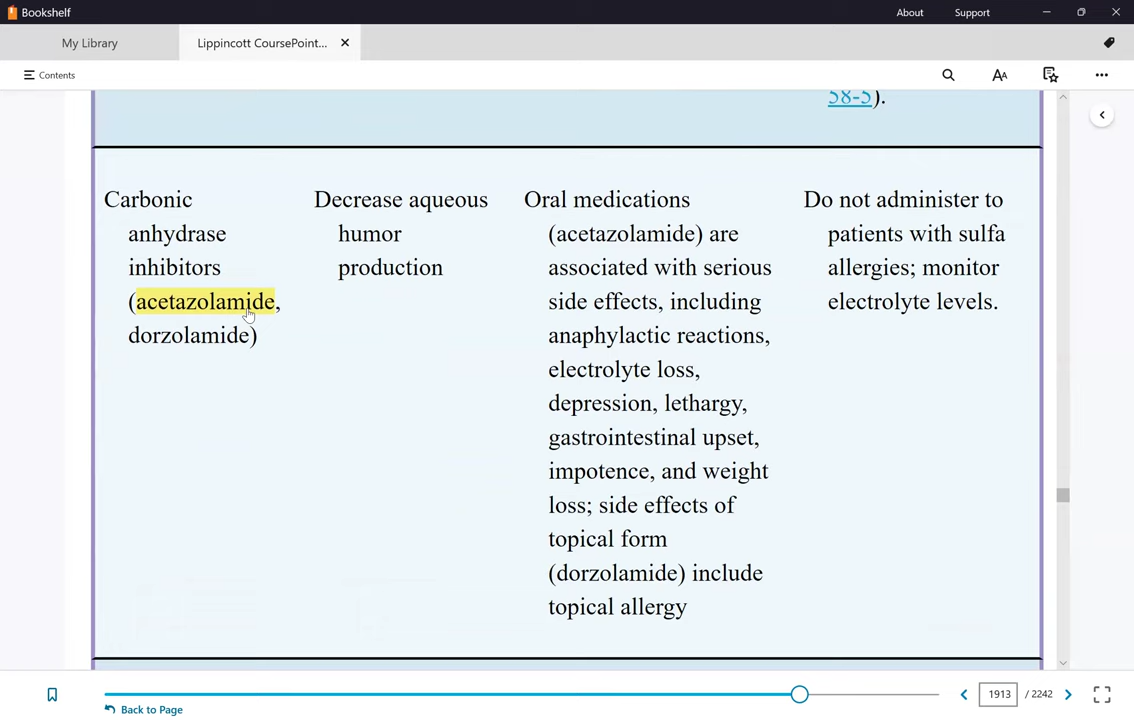 Bookshelf
About
Support
My Library
Lippincott CoursePoint...
Contents
AA
58-5).
Carbonic
anhydrase
inhibitors
(acetazolamide,
dorzolamide)
Decrease aqueous
humor
production
Oral medications
(acetazolamide) are
associated with serious
side effects, including
anaphylactic reactions,
electrolyte loss,
depression, lethargy,
gastrointestinal upset,
impotence, and weight
loss; side effects of
topical form
(dorzolamide) include
topical allergy
Do not administer to
patients with sulfa
allergies; monitor
electrolyte levels.
1913 / 2242
Back to Page